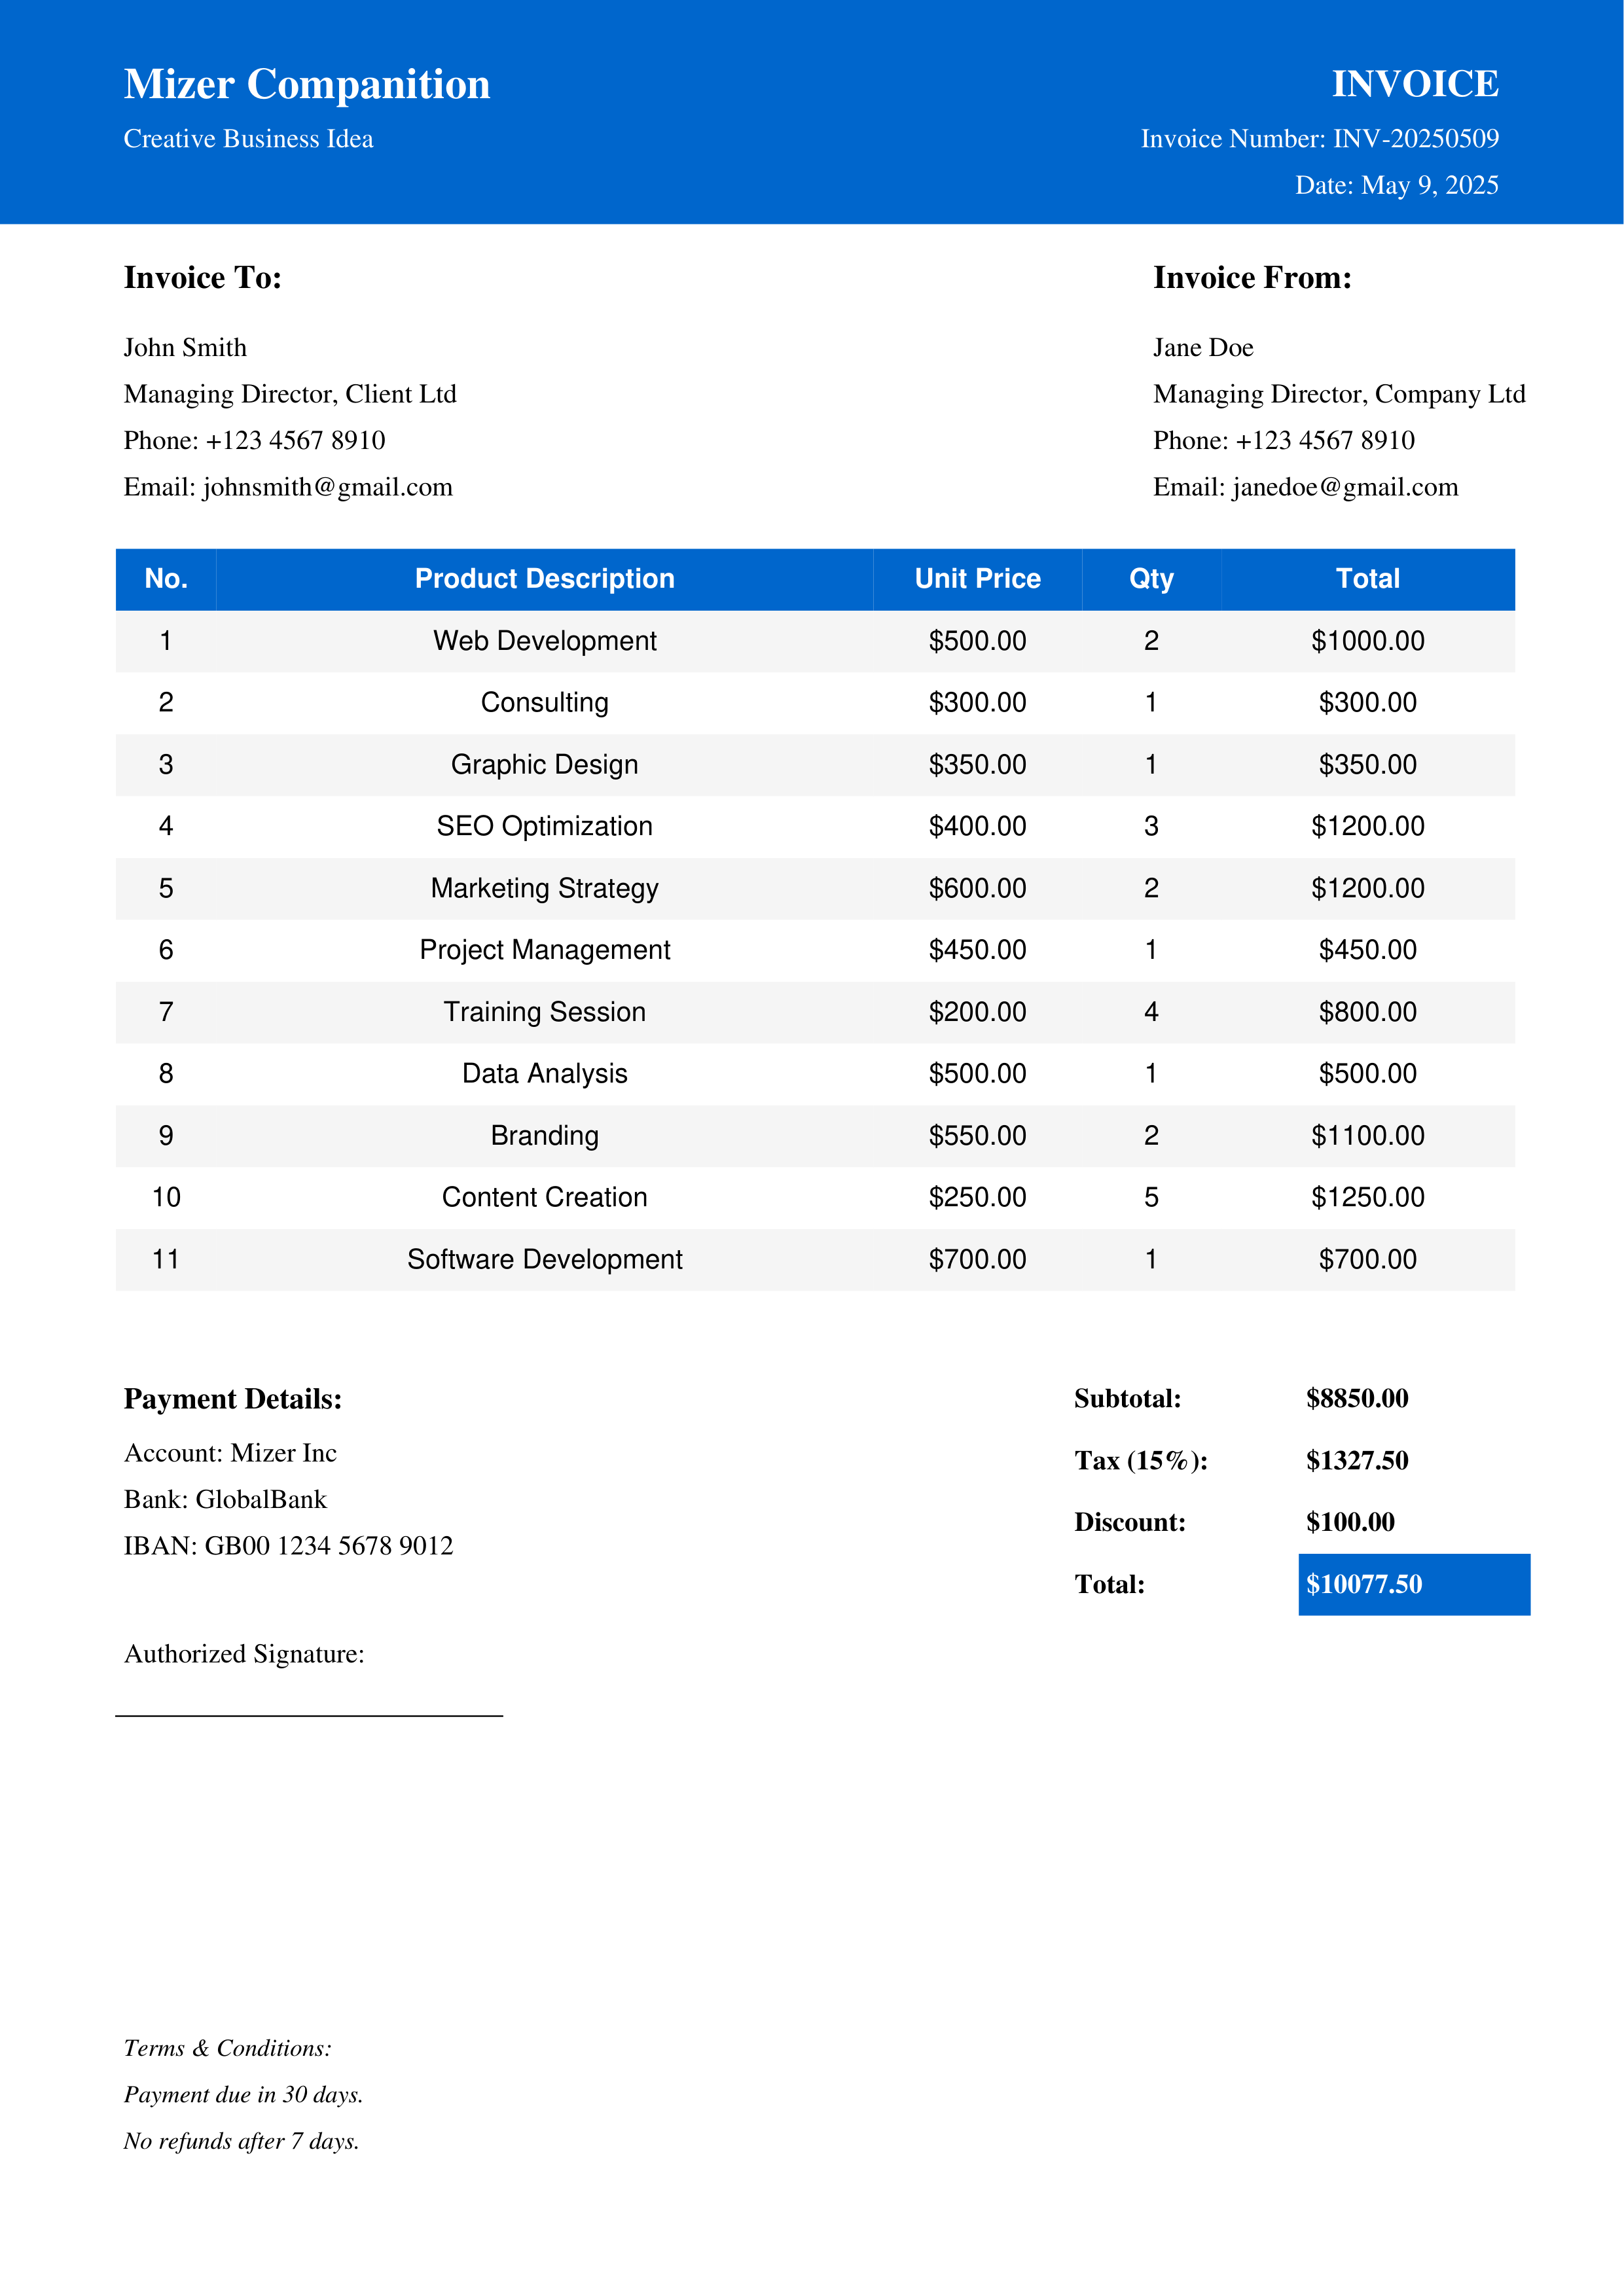 Mizer Companition
Creative Business Idea
INVOICE
Invoice Number: INV-20250509
Date: May 9, 2025
Invoice To:
John Smith
Managing Director, Client Ltd
Phone: +123 4567 8910
Email: johnsmith@gmail.com
Invoice From:
Jane Doe
Managing Director, Company Ltd
Phone: +123 4567 8910
Email: janedoe@gmail.com
No. Product Description Unit Price Qty Total
1 Web Development $500.00 2 $1000.00
2 Consulting $300.00 1 $300.00
3 Graphic Design $350.00 1 $350.00
4 SEO Optimization $400.00 3 $1200.00
5 Marketing Strategy $600.00 2 $1200.00
6 Project Management $450.00 1 $450.00
7 Training Session $200.00 4 $800.00
8 Data Analysis $500.00 1 $500.00
9 Branding $550.00 2 $1100.00
10 Content Creation $250.00 5 $1250.00
11 Software Development $700.00 1 $700.00
Payment Details:
Account: Mizer Inc
Bank: GlobalBank
IBAN: GB00 1234 5678 9012
Subtotal: $8850.00
Tax (15%): $1327.50
Discount: $100.00
Total: $10077.50
Authorized Signature:
Terms & Conditions:
Payment due in 30 days.
No refunds after 7 days.